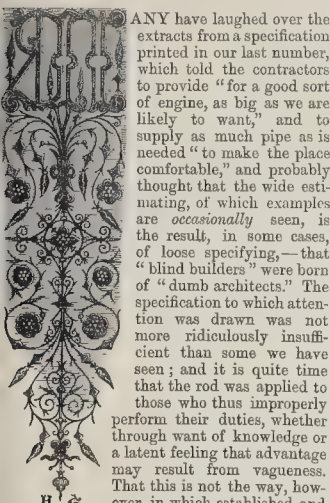 MANY have laughed over the
extracts from a specification
printed in our last number,
which told the contractors
to provide “for a good sort
of engine, as big as we are
likely to want,” and to
supply as much pipe as is
needed “to make the place
comfortable,” and probably
thought that the wide esti-
mating, of which examples
are occasionally seen, is
the result, in some cases,
of loose specifying,—that
“blind builders” were born
of “dumb architects.” The
specification to which atten-
tion was drawn was not
more ridiculously insuffi-
cient than some we have
seen; and it is quite time
that the rod was applied to
those who thus improperly
perform their duties, whether
through want of knowledge or
a latent feeling that advantage
may result from vagueness.
That this is not the way, how-
ever, in which established